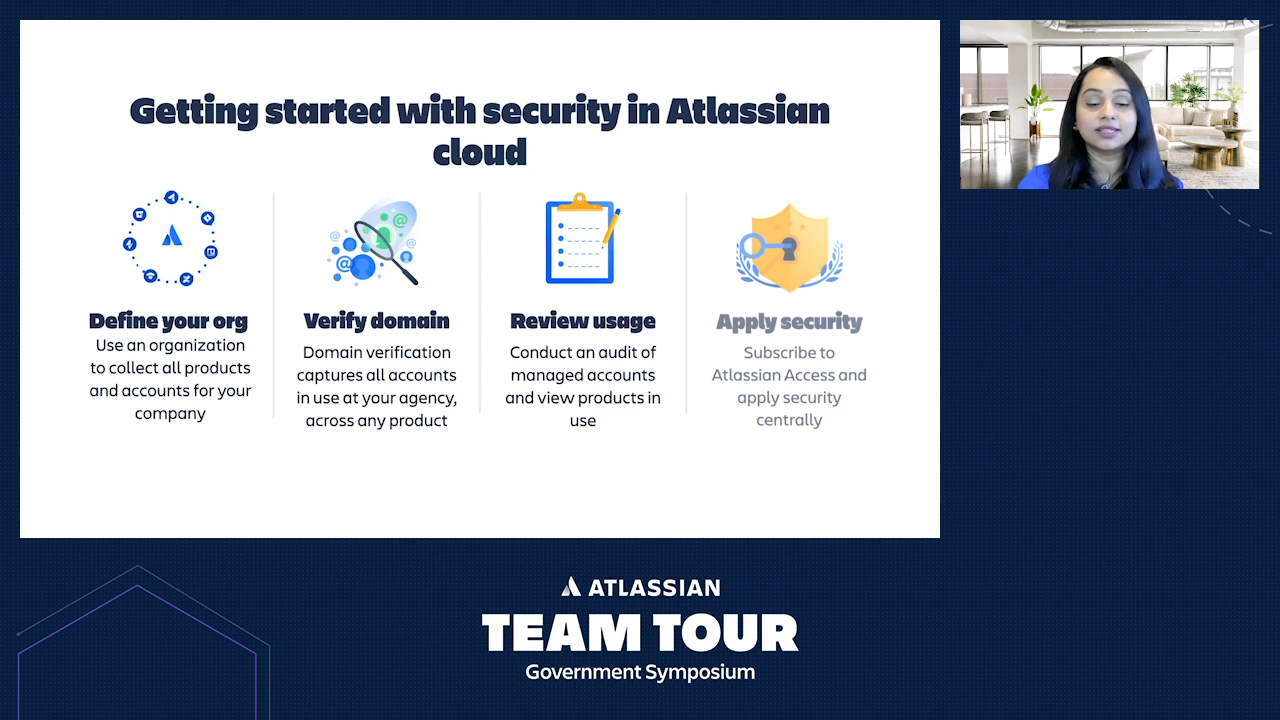 Getting started with security in Atlassian
cloud
Define your org
Use an organization
to collect all products
and accounts for your
company
Verify domain
Domain verification
captures all accounts
in use at your agency,
across any product
Review usage
Conduct an audit of
managed accounts
and view products in
use
Apply security
Subscribe to
Atlassian Access and
apply security
centrally
ATLASSIAN
TEAM TOUR
Government Symposium